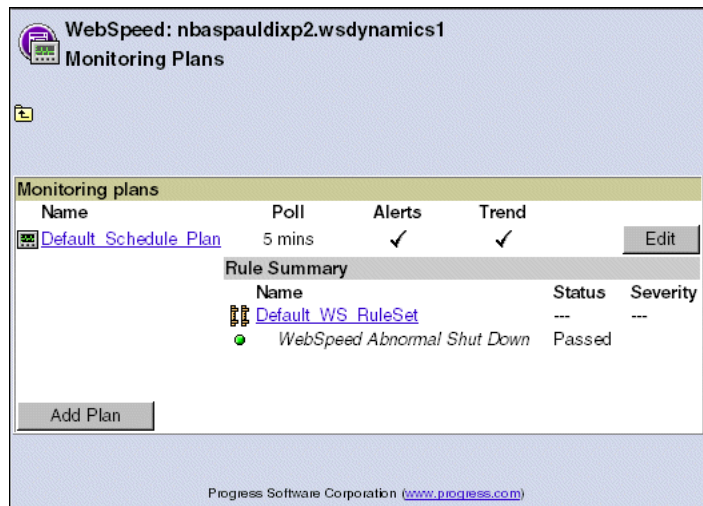 WebSpeed: nbaspauldixp2.wsdynamics1
Monitoring Plans
Monitoring plans
Name Poll Alerts Trend
Default_Schedule_Plan 5 mins ✓ ✓ Edit
Rule Summary
Name Status Severity
Default_WS_RuleSet --- ---
WebSpeed Abnormal Shut Down Passed
Add Plan
Progress Software Corporation (www.progress.com)